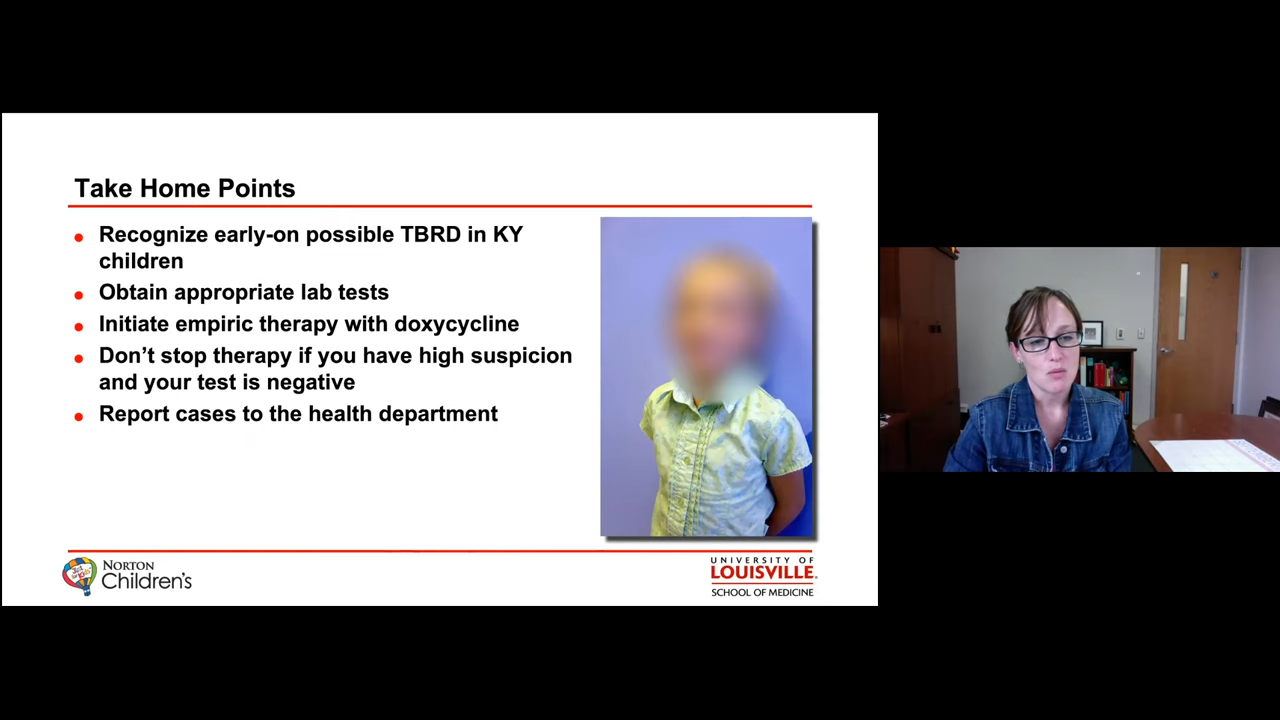 Take Home Points
Recognize early-on possible TBRD in KY
children
Obtain appropriate lab tests
Initiate empiric therapy with doxycycline
Don't stop therapy if you have high suspicion
and your test is negative
Report cases to the health department
NORTON
Children's
UNIVERSITY OF
LOUISVILLE.
SCHOOL OF MEDICINE